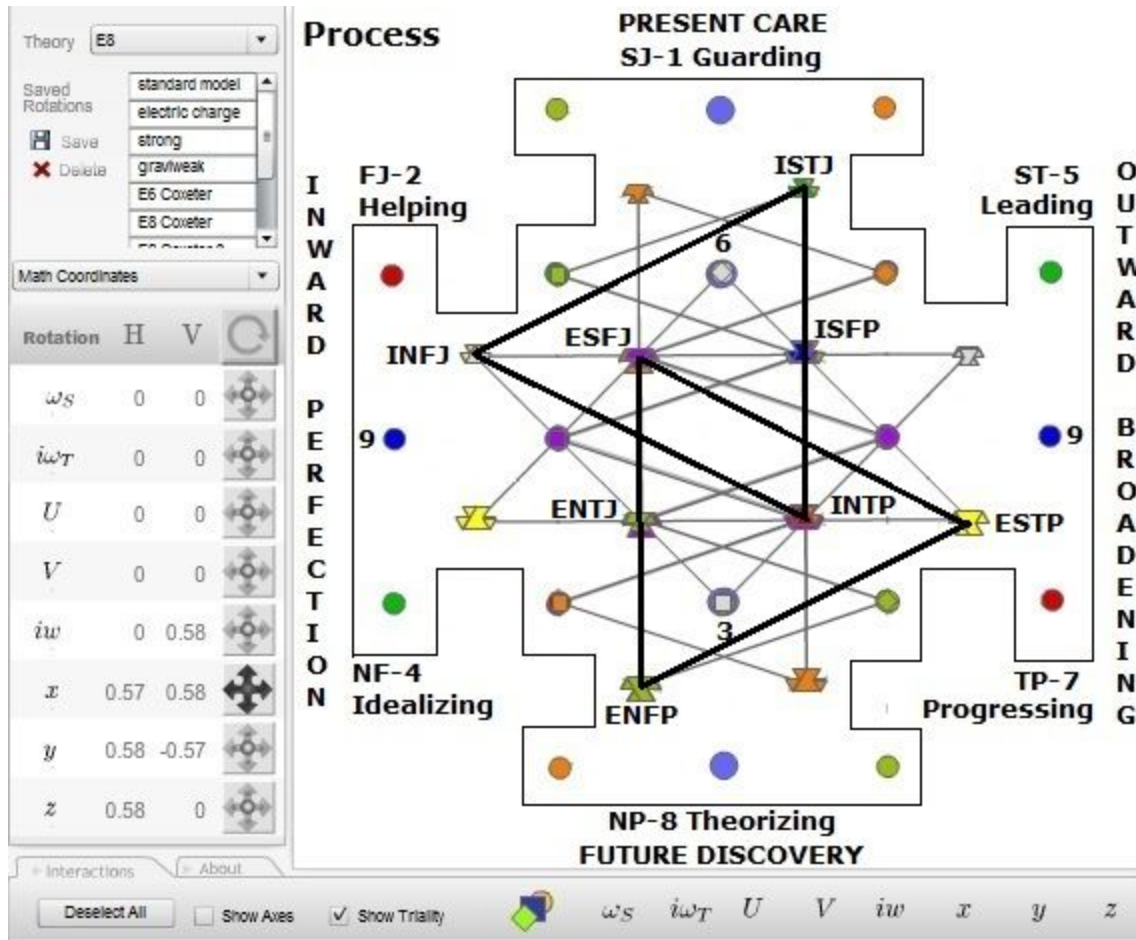 Theory E8
Saved Rotations
Save
Delete
standard model
electric charge
strong
graviweak
E6 Coxeter
E8 Coxeter
E8 Coxeter 2
Math Coordinates
Rotation H V
ωS 0 0
iωT 0 0
U 0 0
V 0 0
iw 0 0.58
x 0.57 0.58
y 0.58 -0.57
z 0.58 0
Process
PRESENT CARE
SJ-1 Guarding
FJ-2
Helping
ISTJ
ST-5
Leading
6
INWARD PERFECTION
OUTWARD BROADENING
INFJ
ESFJ
ISFP
9
9
ENTJ
INTP
ESTP
3
NF-4
Idealizing
ENFP
TP-7
Progressing
NP-8 Theorizing
FUTURE DISCOVERY
Interactions
About
Deselect All
Show Axes
Show Triality
ωS iωT U V iw x y z